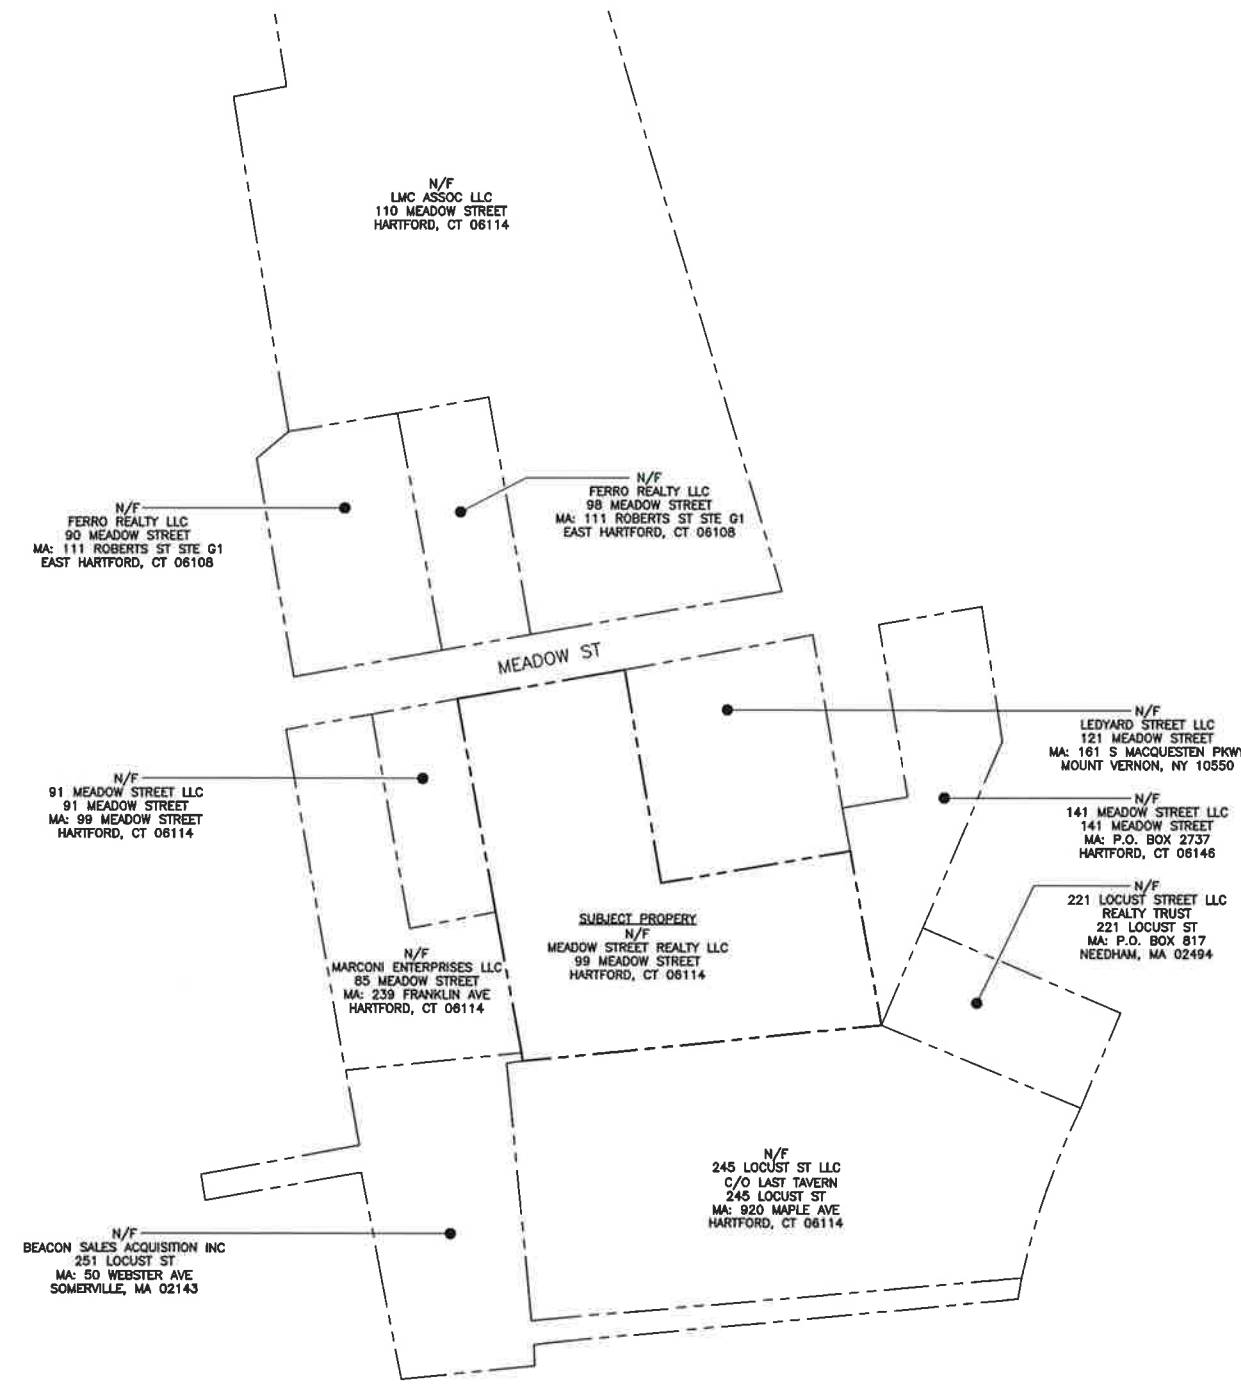 N/F
LMC ASSOC LLC
110 MEADOW STREET
HARTFORD, CT 06114
N/F
FERRO REALTY LLC
98 MEADOW STREET
MA: 111 ROBERTS ST STE G1
EAST HARTFORD, CT 06108
N/F
FERRO REALTY LLC
90 MEADOW STREET
MA: 111 ROBERTS ST STE G1
EAST HARTFORD, CT 06108
MEADOW ST
N/F
LEDYARD STREET LLC
121 MEADOW STREET
MA: 161 S MACQUESTEN PKWY
MOUNT VERNON, NY 10550
N/F
91 MEADOW STREET LLC
91 MEADOW STREET
MA: 99 MEADOW STREET
HARTFORD, CT 06114
N/F
141 MEADOW STREET LLC
141 MEADOW STREET
MA: P.O. BOX 2737
HARTFORD, CT 06146
N/F
221 LOCUST STREET LLC
REALTY TRUST
221 LOCUST ST
MA: P.O. BOX 817
NEEDHAM, MA 02494
SUBJECT PROPERY
N/F
MEADOW STREET REALTY LLC
99 MEADOW STREET
HARTFORD, CT 06114
N/F
MARCONI ENTERPRISES LLC
85 MEADOW STREET
MA: 239 FRANKLIN AVE
HARTFORD, CT 06114
N/F
245 LOCUST ST LLC
C/O LAST TAVERN
245 LOCUST ST
MA: 920 MAPLE AVE
HARTFORD, CT 06114
N/F
BEACON SALES ACQUISITION INC
251 LOCUST ST
MA: 50 WEBSTER AVE
SOMERVILLE, MA 02143